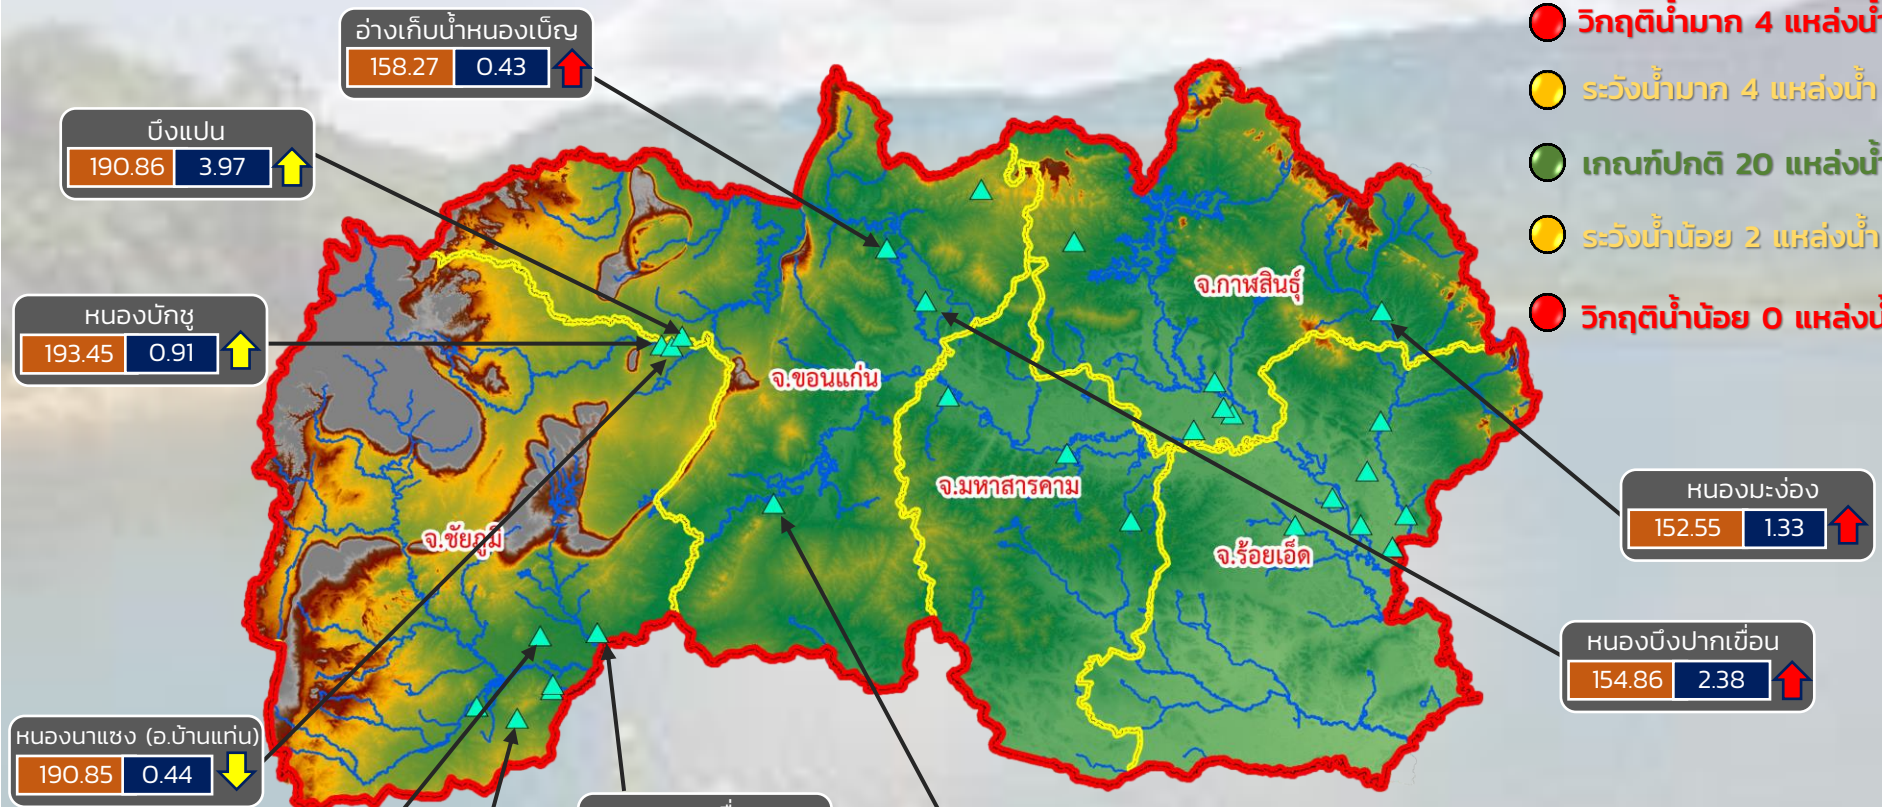 อ่างเก็บน้ำหนองเบ็ญ
158.27 0.43
วิกฤติน้ำมาก 4 แหล่งน้ำ
ระวังน้ำมาก 4 แหล่งน้ำ
เกณฑ์ปกติ 20 แหล่งน้ำ
ระวังน้ำน้อย 2 แหล่งน้ำ
วิกฤติน้ำน้อย 0 แหล่งน้ำ
บึงแปน
190.86 3.97
หนองบักชู
193.45 0.91
จ.กาฬสินธุ์
จ.ขอนแก่น
จ.มหาสารคาม
จ.ชัยภูมิ
จ.ร้อยเอ็ด
หนองมะง่อง
152.55 1.33
หนองบึงปากเขื่อน
154.86 2.38
หนองนาแซง (อ.บ้านแท่น)
190.85 0.44